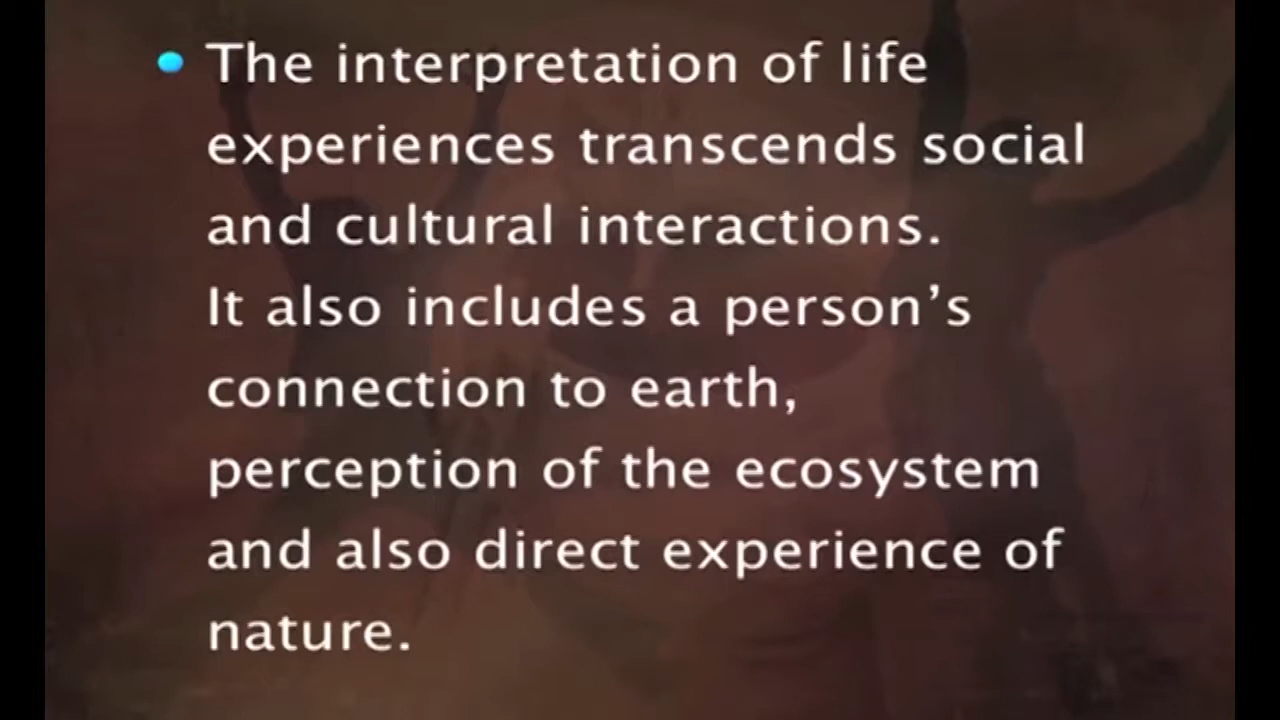 The interpretation of life
experiences transcends social
and cultural interactions.
It also includes a person’s
connection to earth,
perception of the ecosystem
and also direct experience of
nature.